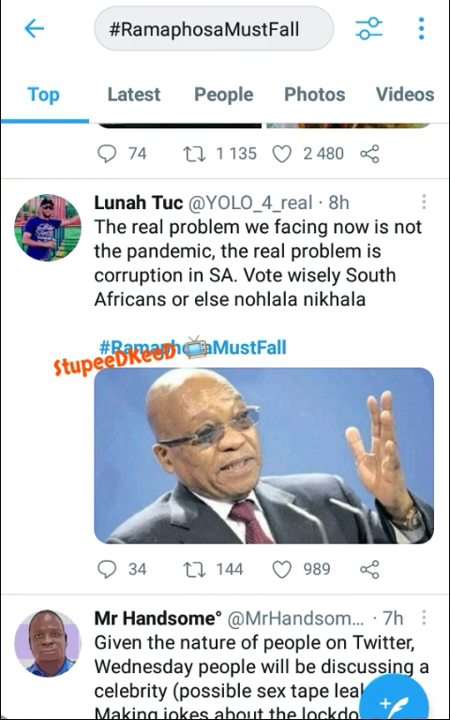 #RamaphosaMustFall
Top Latest People Photos Videos
74 1 135 2 480
Lunah Tuc @YOLO_4_real · 8h
The real problem we facing now is not
the pandemic, the real problem is
corruption in SA. Vote wisely South
Africans or else nohlala nikhala
#RamaphosaMustFall
StupeeDKeeD
34 144 989
Mr Handsome° @MrHandsom... · 7h
Given the nature of people on Twitter,
Wednesday people will be discussing a
celebrity (possible sex tape leak
Making jokes about the lockdo